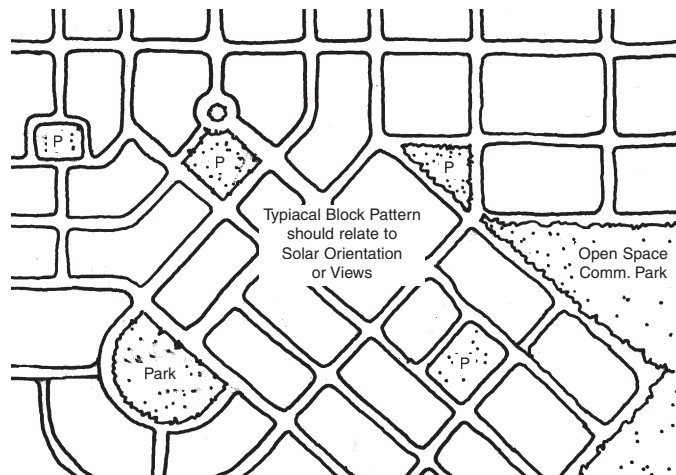 P
P
P
Typiacal Block Pattern
should relate to
Solar Orientation
or Views
Open Space
Comm. Park
P
Park